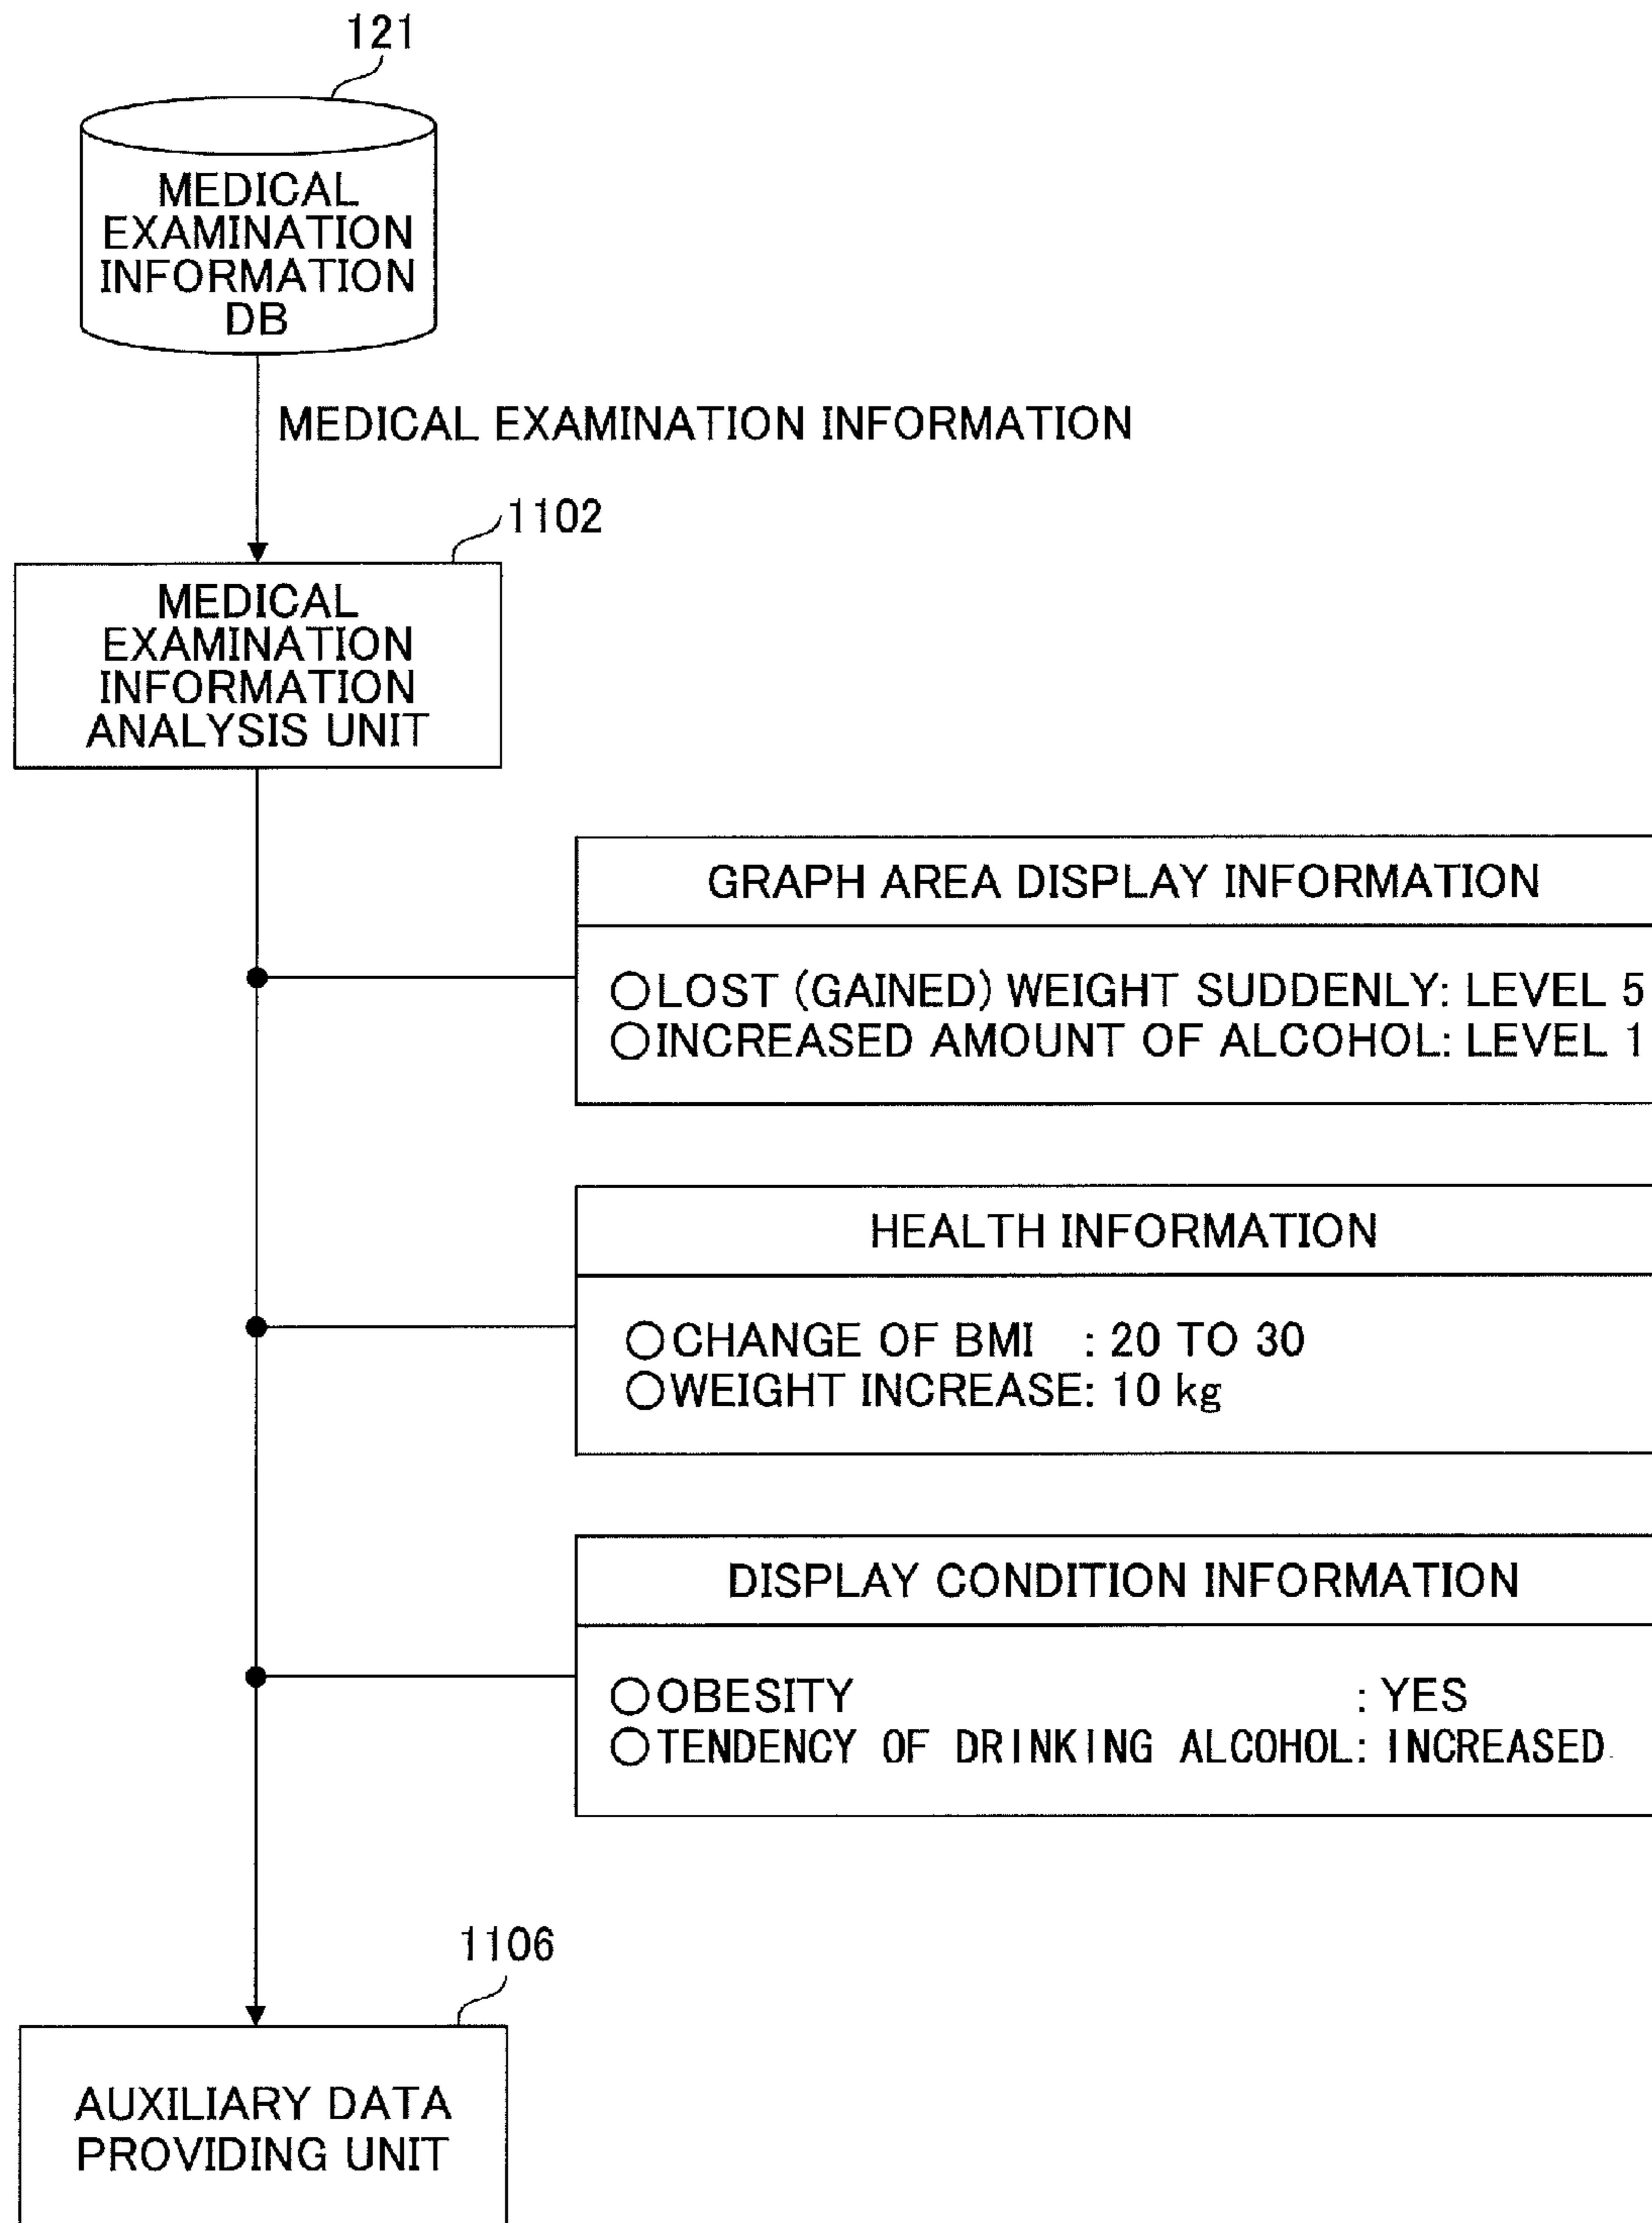 121
MEDICAL
EXAMINATION
INFORMATION
DB
MEDICAL EXAMINATION INFORMATION
1102
MEDICAL
EXAMINATION
INFORMATION
ANALYSIS UNIT
GRAPH AREA DISPLAY INFORMATION
○LOST (GAINED) WEIGHT SUDDENLY: LEVEL 5
○INCREASED AMOUNT OF ALCOHOL: LEVEL 1
HEALTH INFORMATION
○CHANGE OF BMI : 20 TO 30
○WEIGHT INCREASE: 10 kg
DISPLAY CONDITION INFORMATION
○OBESITY : YES
○TENDENCY OF DRINKING ALCOHOL: INCREASED
1106
AUXILIARY DATA
PROVIDING UNIT